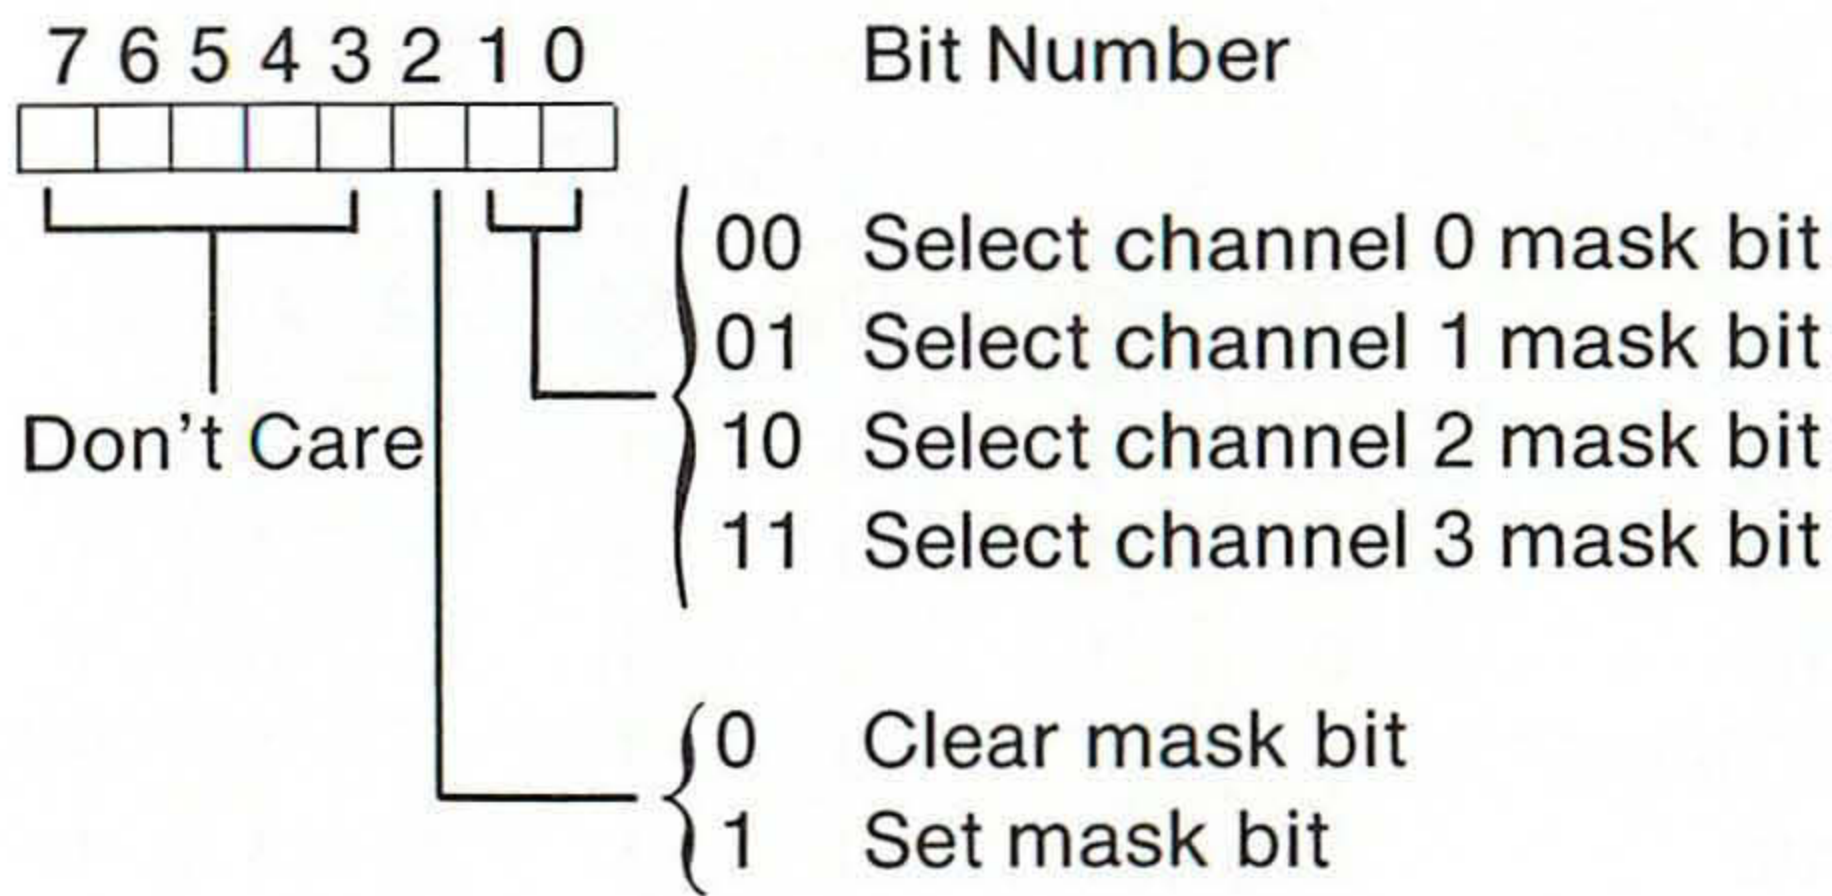 7 6 5 4 3 2 1 0 Bit Number
00 Select channel 0 mask bit
01 Select channel 1 mask bit
Don't Care
10 Select channel 2 mask bit
11 Select channel 3 mask bit
0 Clear mask bit
1 Set mask bit